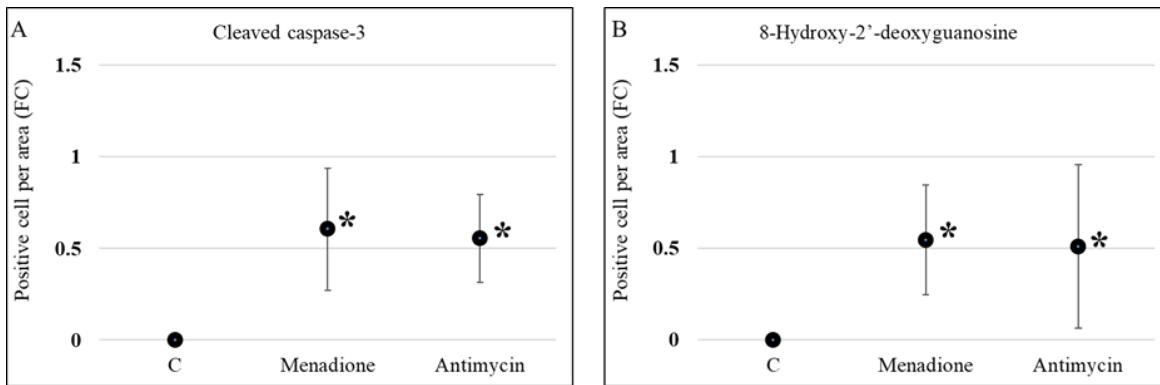 A
Cleaved caspase-3
Positive cell per area (FC)
1.5
1
0.5
0
*
*
C
Menadione
Antimycin
B
8-Hydroxy-2’-deoxyguanosine
Positive cell per area (FC)
1.5
1
0.5
0
*
*
C
Menadione
Antimycin